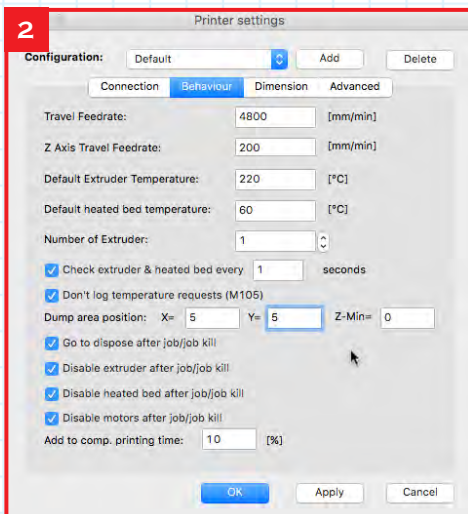 2
Printer settings
Configuration: Default Add Delete
Connection Behaviour Dimension Advanced
Travel Feedrate: 4800 [mm/min]
Z Axis Travel Feedrate: 200 [mm/min]
Default Extruder Temperature: 220 [°C]
Default heated bed temperature: 60 [°C]
Number of Extruder: 1
Check extruder & heated bed every 1 seconds
Don't log temperature requests (M105)
Dump area position: X= 5 Y= 5 Z-Min= 0
Go to dispose after job/job kill
Disable extruder after job/job kill
Disable heated bed after job/job kill
Disable motors after job/job kill
Add to comp. printing time: 10 [%]
OK Apply Cancel